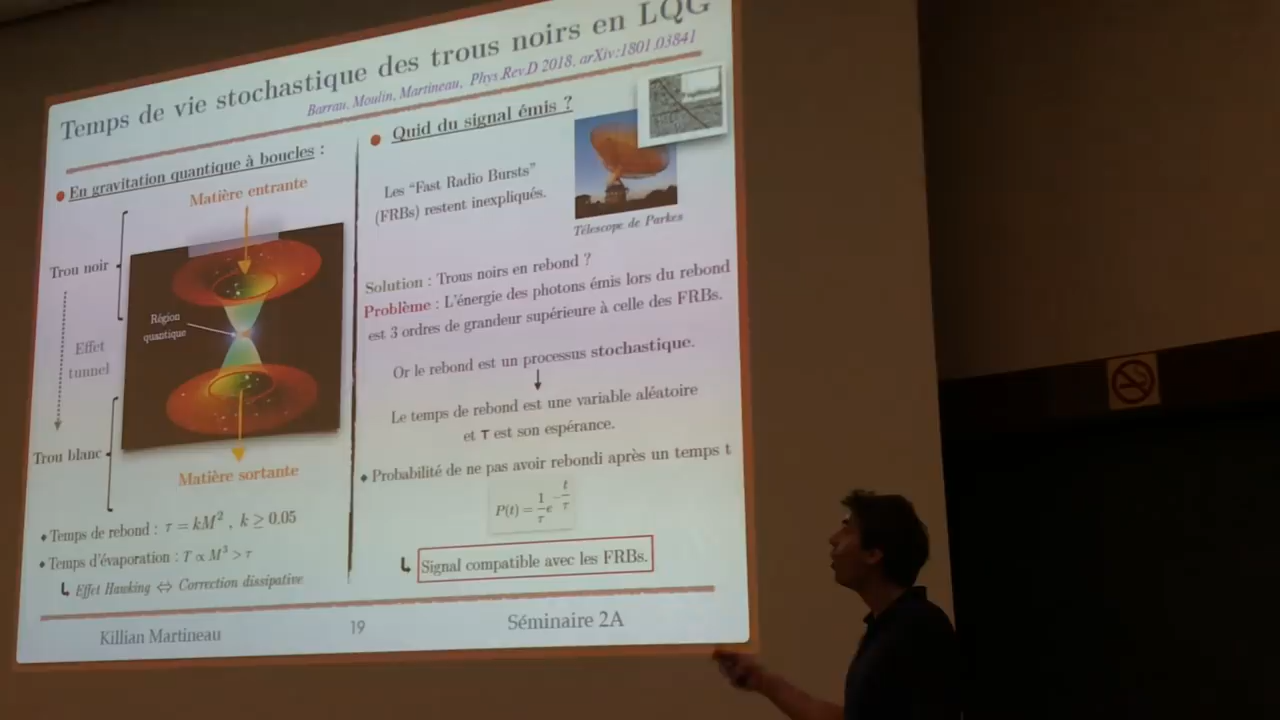 Temps de vie stochastique des trous noirs en LQG
Barrau, Moulin, Martineau, Phys.Rev.D 2018, arXiv:1801.03841
En gravitation quantique à boucles :
Matière entrante
Trou noir
Région
quantique
Effet
tunnel
Trou blanc
Matière sortante
Temps de rebond : τ = kM² , k ≥ 0.05
Temps d'évaporation : T ∝ M³ > τ
Effet Hawking ⇔ Correction dissipative
Quid du signal émis ?
Les "Fast Radio Bursts"
(FRBs) restent inexpliqués.
Télescope de Parkes
Solution : Trous noirs en rebond ?
Problème : L'énergie des photons émis lors du rebond
est 3 ordres de grandeur supérieure à celle des FRBs.
Or le rebond est un processus stochastique.
Le temps de rebond est une variable aléatoire
et τ est son espérance.
Probabilité de ne pas avoir rebondi après un temps t
P(t) = 1/τ e^(-t/τ)
Signal compatible avec les FRBs.
Killian Martineau
19
Séminaire 2A